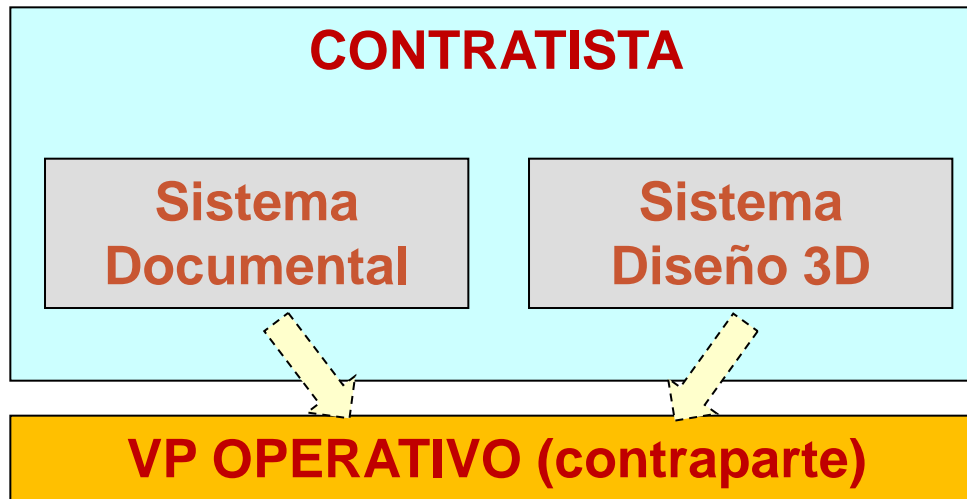 CONTRATISTA
Sistema
Documental
Sistema
Diseño 3D
VP OPERATIVO (contraparte)